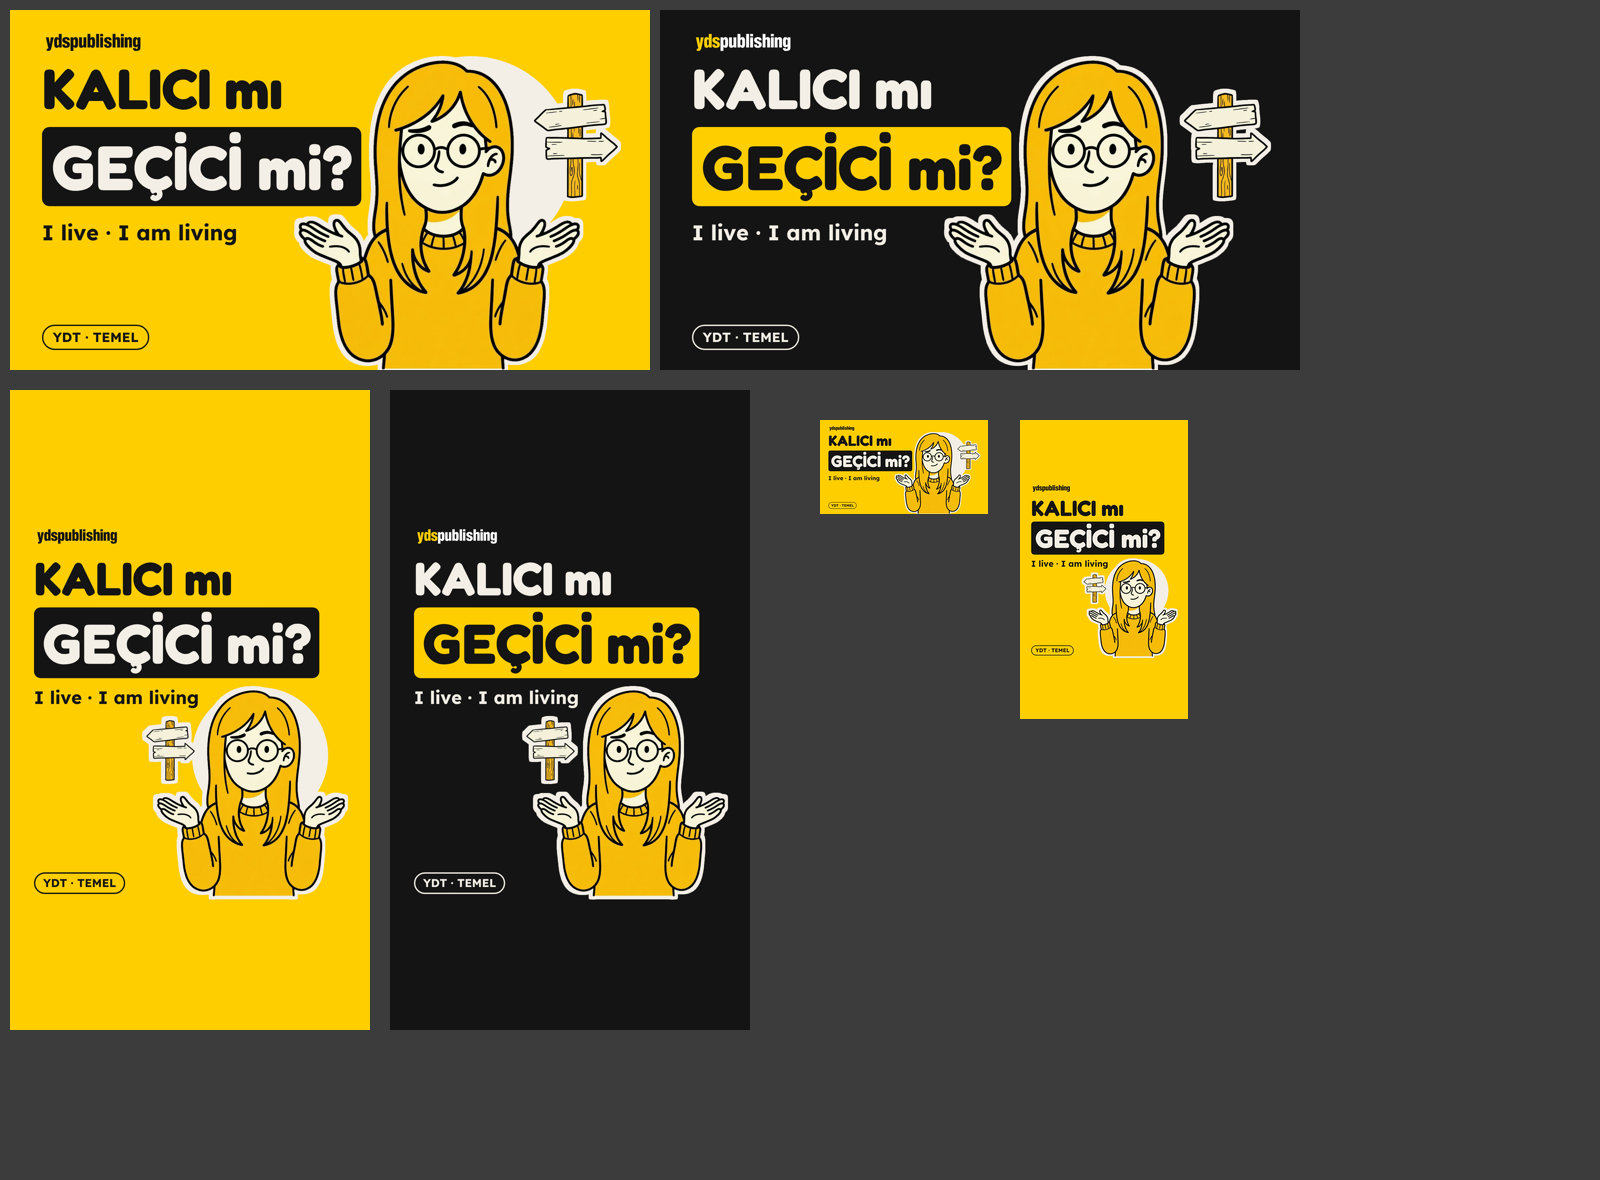 ydspublishing
KALICI mı
GEÇİCİ mi?
I live · I am living
YDT · TEMEL
ydspublishing
KALICI mı
GEÇİCİ mi?
I live · I am living
YDT · TEMEL
ydspublishing
KALICI mı
GEÇİCİ mi?
I live · I am living
YDT · TEMEL
ydspublishing
KALICI mı
GEÇİCİ mi?
I live · I am living
YDT · TEMEL
ydspublishing
KALICI mı
GEÇİCİ mi?
I live · I am living
YDT · TEMEL
ydspublishing
KALICI mı
GEÇİCİ mi?
I live · I am living
YDT · TEMEL